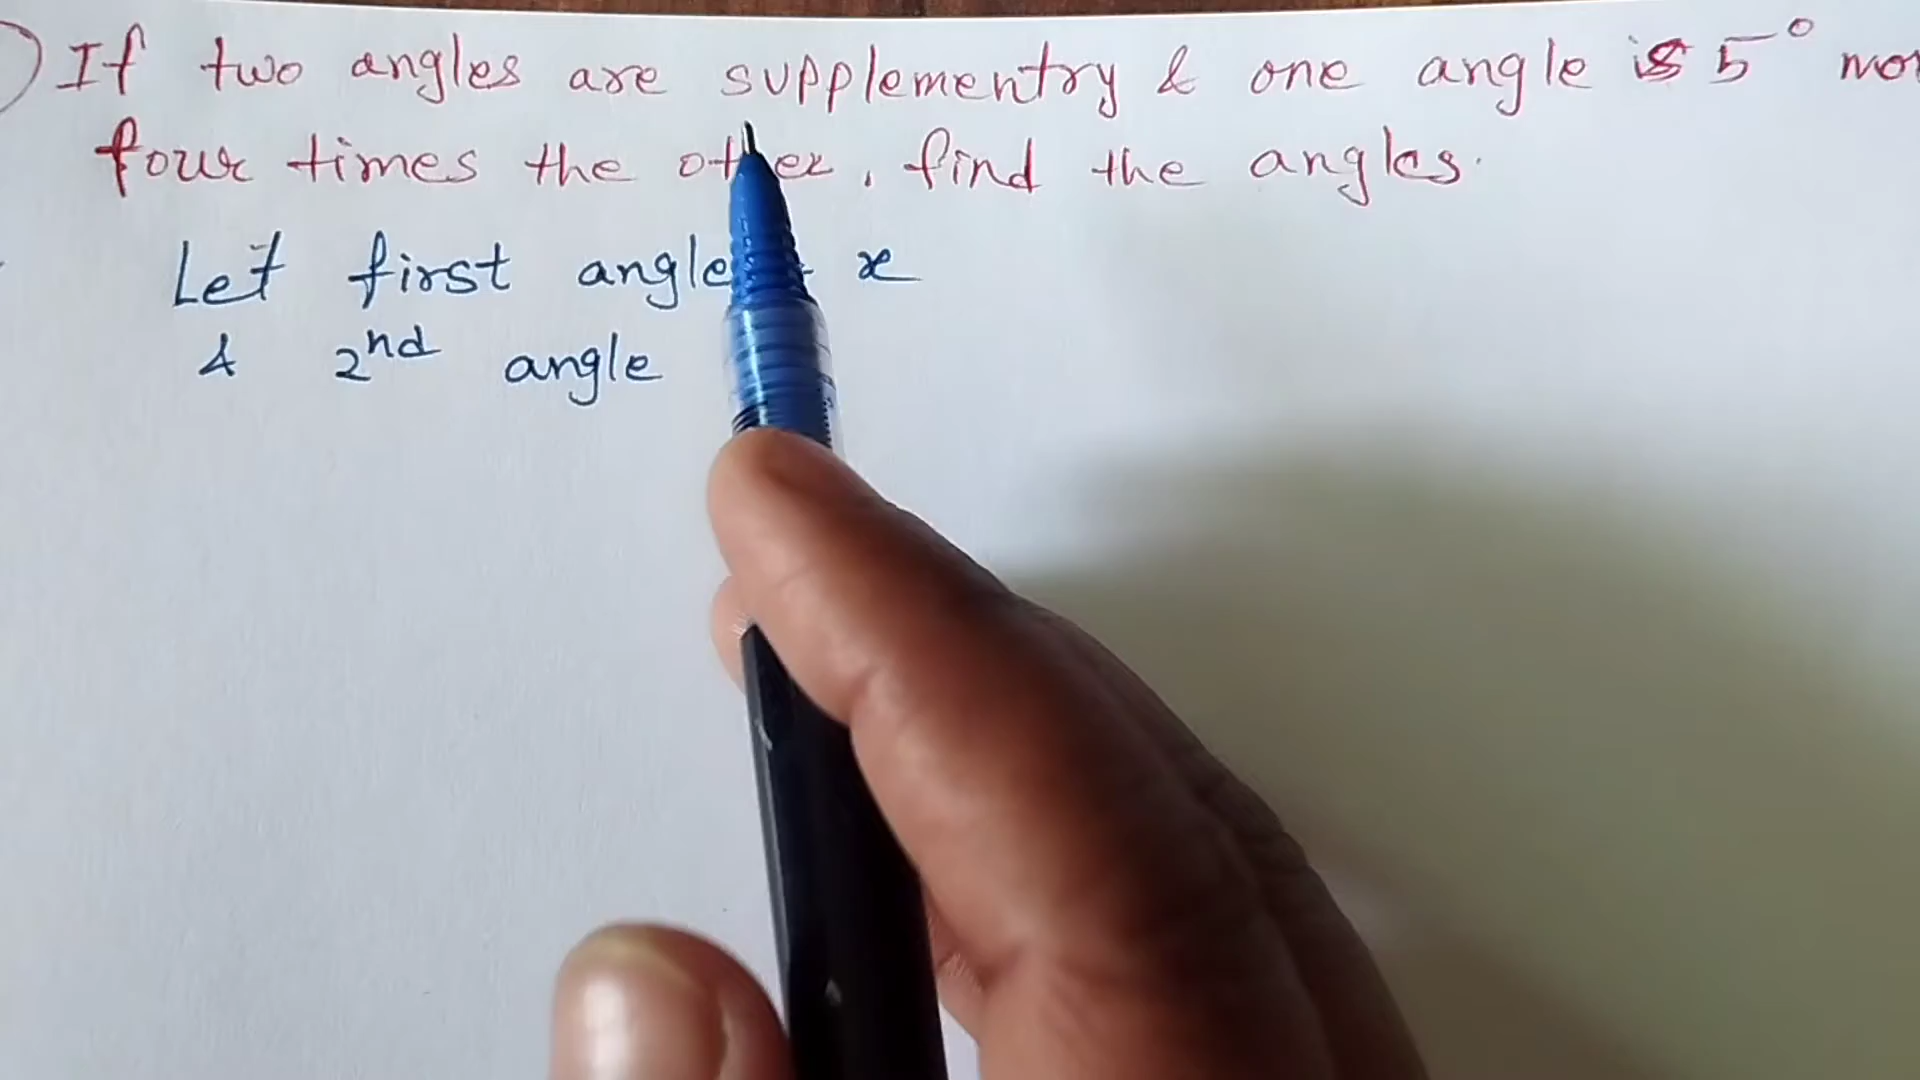 If two angles are supplementry & one angle is 5° mo
four times the other, find the angles.
Let first angle = x
& 2nd angle